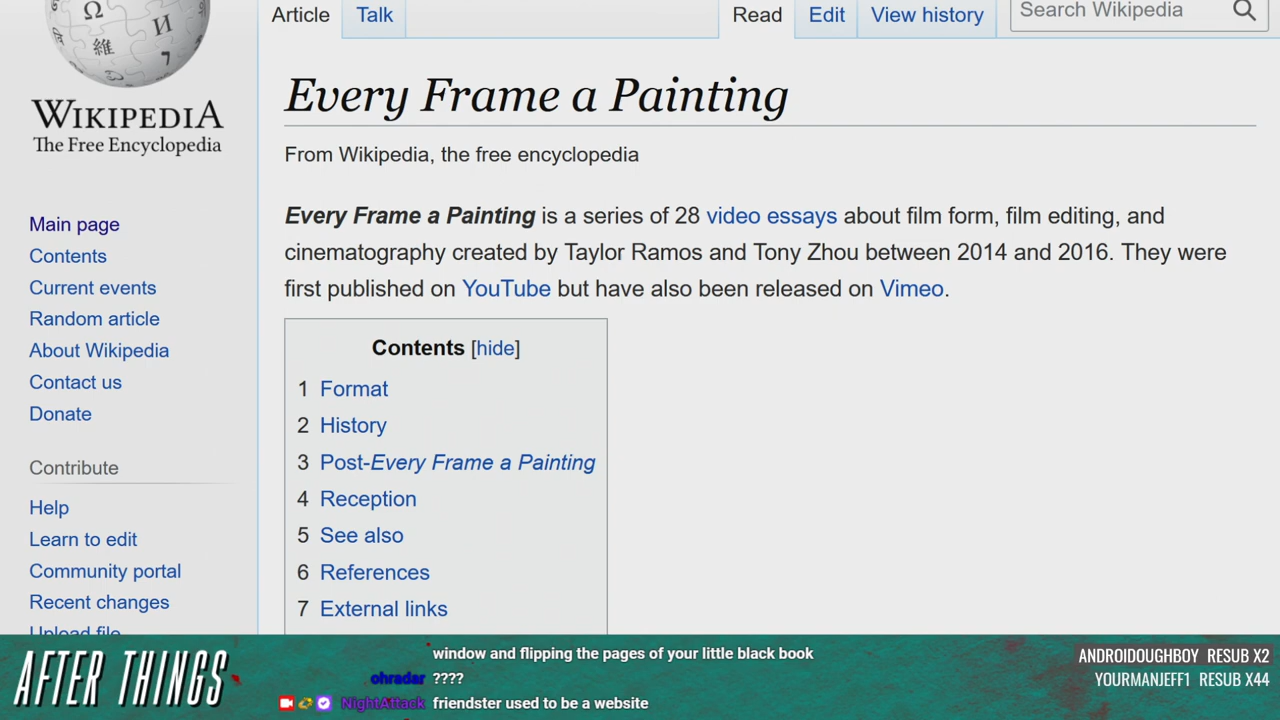 Article Talk Read Edit View history Search Wikipedia
Ω
維 И
7
WIKIPEDIA
The Free Encyclopedia
Main page
Contents
Current events
Random article
About Wikipedia
Contact us
Donate
Contribute
Help
Learn to edit
Community portal
Recent changes
Upload file
Every Frame a Painting
From Wikipedia, the free encyclopedia
Every Frame a Painting is a series of 28 video essays about film form, film editing, and
cinematography created by Taylor Ramos and Tony Zhou between 2014 and 2016. They were
first published on YouTube but have also been released on Vimeo.
Contents [hide]
1 Format
2 History
3 Post-Every Frame a Painting
4 Reception
5 See also
6 References
7 External links
AFTER THINGS
window and flipping the pages of your little black book
ohradar ????
NightAttack friendster used to be a website
ANDROIDOUGHBOY RESUB X2
YOURMANJEFF1 RESUB X44